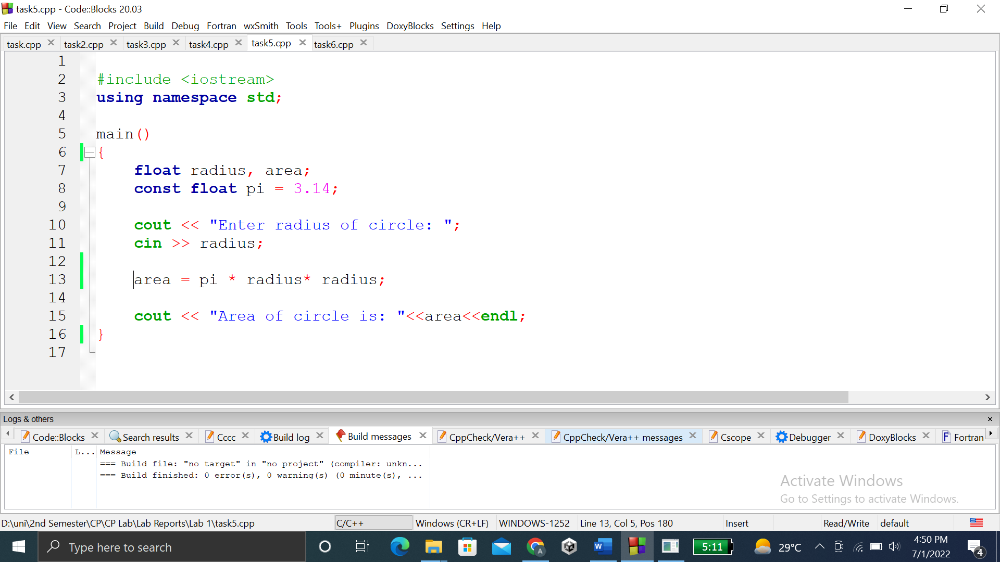 task5.cpp - Code::Blocks 20.03
File Edit View Search Project Build Debug Fortran wxSmith Tools Tools+ Plugins DoxyBlocks Settings Help
task.cpp task2.cpp task3.cpp task4.cpp task5.cpp task6.cpp
1
2 #include <iostream>
3 using namespace std;
4
5 main()
6 {
7 float radius, area;
8 const float pi = 3.14;
9
10 cout << "Enter radius of circle: ";
11 cin >> radius;
12
13 area = pi * radius* radius;
14
15 cout << "Area of circle is: "<<area<<endl;
16 }
17
Logs & others
Code::Blocks Search results Cccc Build log Build messages CppCheck/Vera++ CppCheck/Vera++ messages Cscope Debugger DoxyBlocks Fortran
File L... Message
=== Build file: "no target" in "no project" (compiler: unkn...
=== Build finished: 0 error(s), 0 warning(s) (0 minute(s), ...
Activate Windows
Go to Settings to activate Windows.
D:\uni\2nd Semester\CP\CP Lab\Lab Reports\Lab 1\task5.cpp C/C++ Windows (CR+LF) WINDOWS-1252 Line 13, Col 5, Pos 180 Insert Read/Write default
Type here to search A W 5:11 29°C 4:50 PM
7/1/2022 4